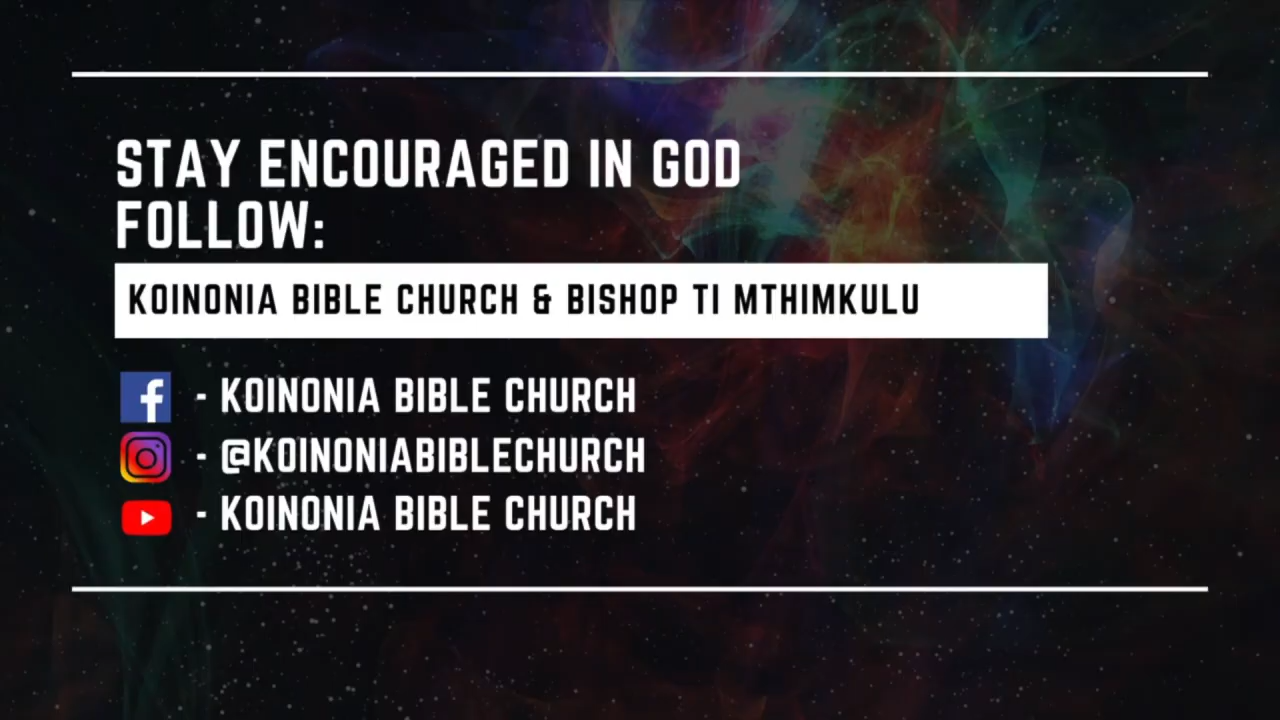 STAY ENCOURAGED IN GOD
FOLLOW:
KOINONIA BIBLE CHURCH & BISHOP TI MTHIMKULU
- KOINONIA BIBLE CHURCH
- @KOINONIABIBLECHURCH
- KOINONIA BIBLE CHURCH